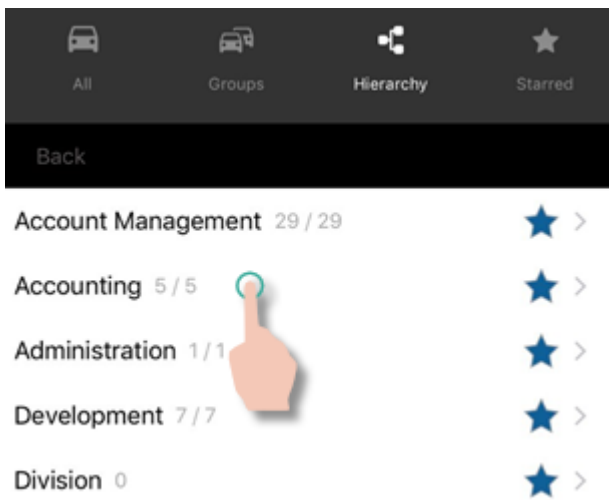 All Groups Hierarchy Starred
Back
Account Management 29 / 29
Accounting 5 / 5
Administration 1 / 1
Development 7 / 7
Division 0